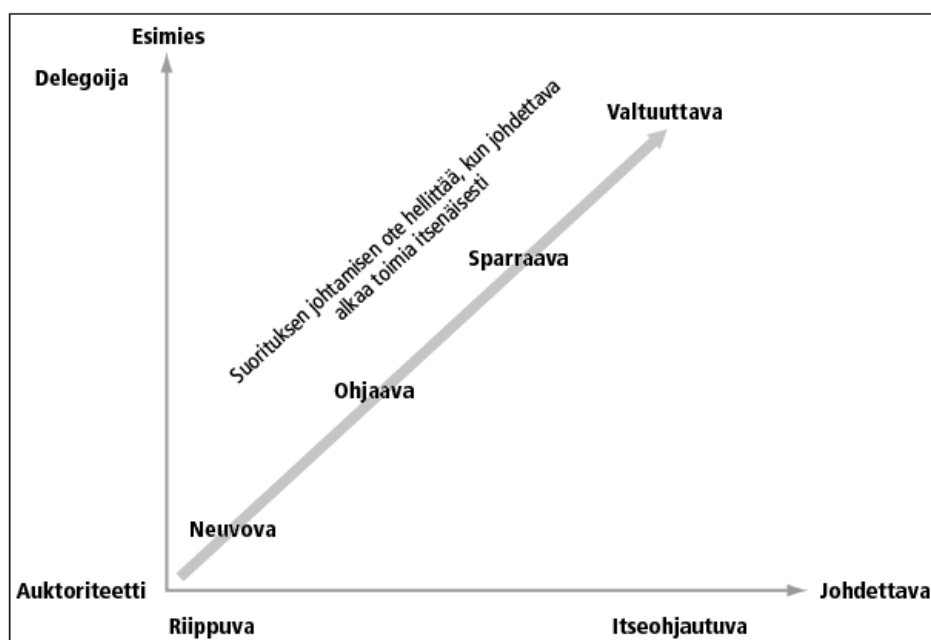 Esimies
Delegoija
Valtuuttava
Suorituksen johtamisen ote hellittää, kun johdettava
alkaa toimia itsenäisesti
Sparraava
Ohjaava
Neuvova
Auktoriteetti
Johdettava
Riippuva
Itseohjautuva